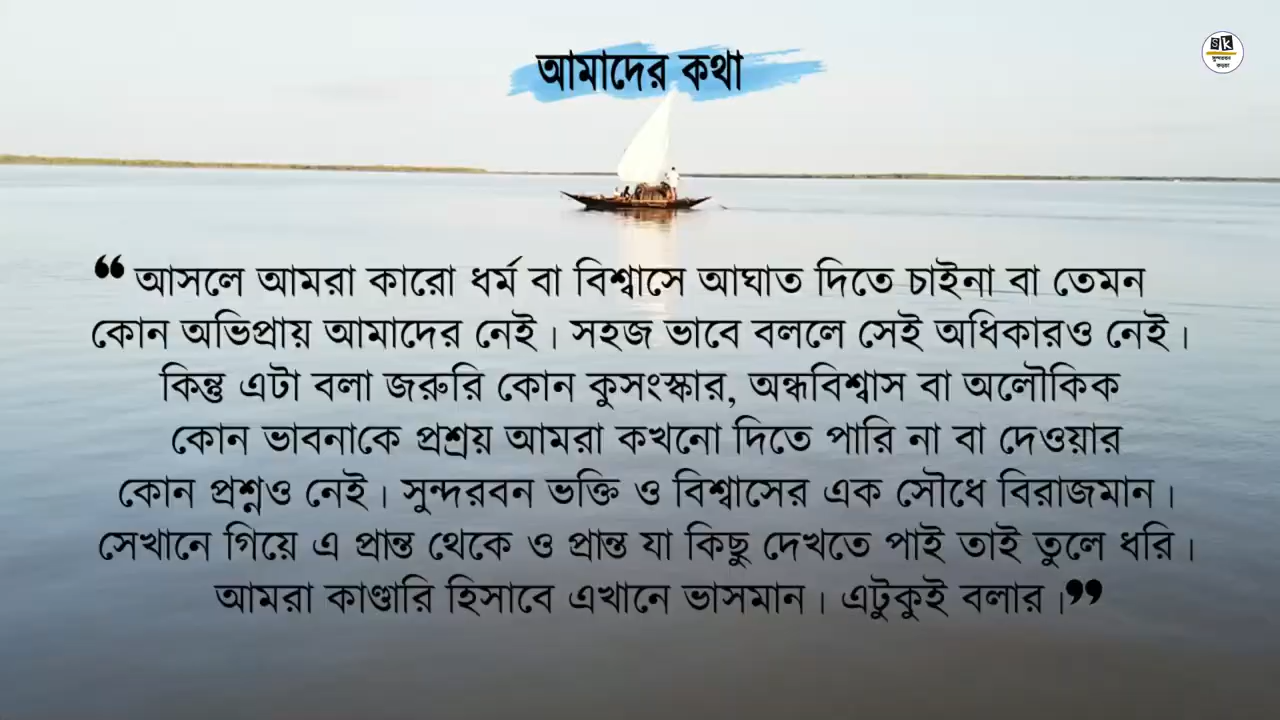 আমাদের কথা
SK
সুন্দরবন
“আসলে আমরা কারো ধর্ম বা বিশ্বাসে আঘাত দিতে চাইনা বা তেমন
কোন অভিপ্রায় আমাদের নেই। সহজ ভাবে বললে সেই অধিকারও নেই।
কিন্তু এটা বলা জরুরি কোন কুসংস্কার, অন্ধবিশ্বাস বা অলৌকিক
কোন ভাবনাকে প্রশ্রয় আমরা কখনো দিতে পারি না বা দেওয়ার
কোন প্রশ্নও নেই। সুন্দরবন ভক্তি ও বিশ্বাসের এক সৌধে বিরাজমান।
সেখানে গিয়ে এ প্রান্ত থেকে ও প্রান্ত যা কিছু দেখতে পাই তাই তুলে ধরি।
আমরা কাণ্ডারি হিসাবে এখানে ভাসমান। এটুকুই বলার।”